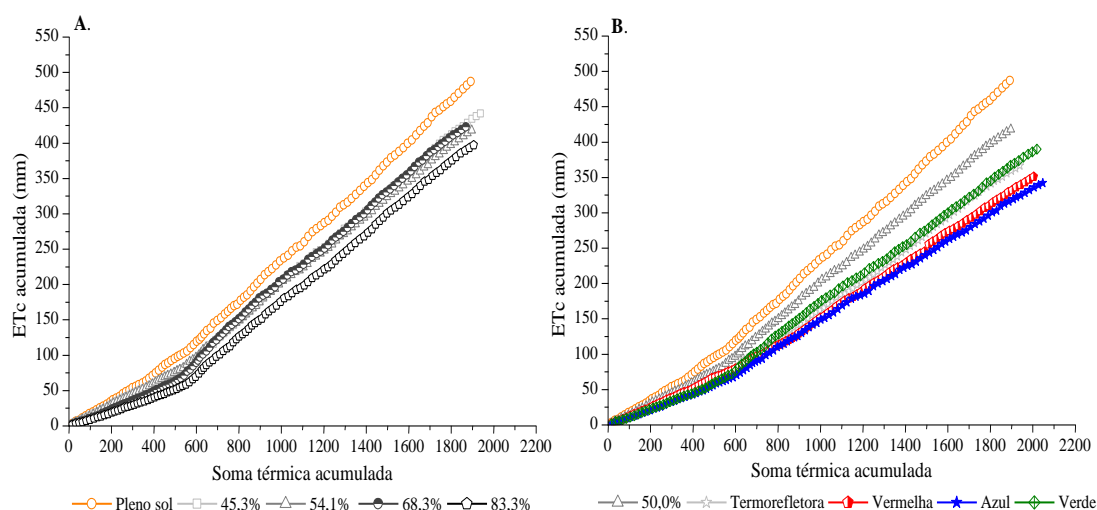 A.
B.
ETc acumulada (mm)
550
500
450
400
350
300
250
200
150
100
50
0
0 200 400 600 800 1000 1200 1400 1600 1800 2000 2200
Soma térmica acumulada
Pleno sol 45.3% 54.1% 68.3% 83.3%
ETc acumulada (mm)
550
500
450
400
350
300
250
200
150
100
50
0
0 200 400 600 800 1000 1200 1400 1600 1800 2000 2200
Soma térmica acumulada
50,0% Termorefletora Vermelha Azul Verde